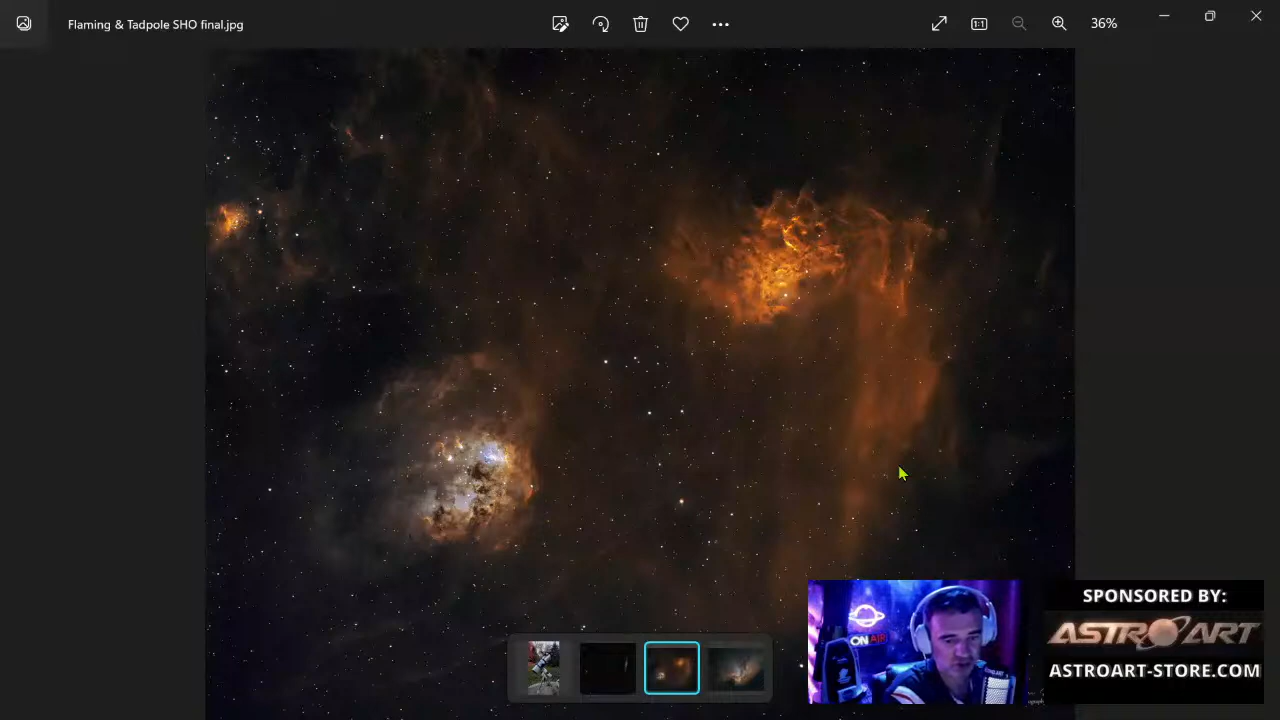 Flaming & Tadpole SHO final.jpg
36%
ON AIR
SPONSORED BY:
ASTROART
ASTROART-STORE.COM